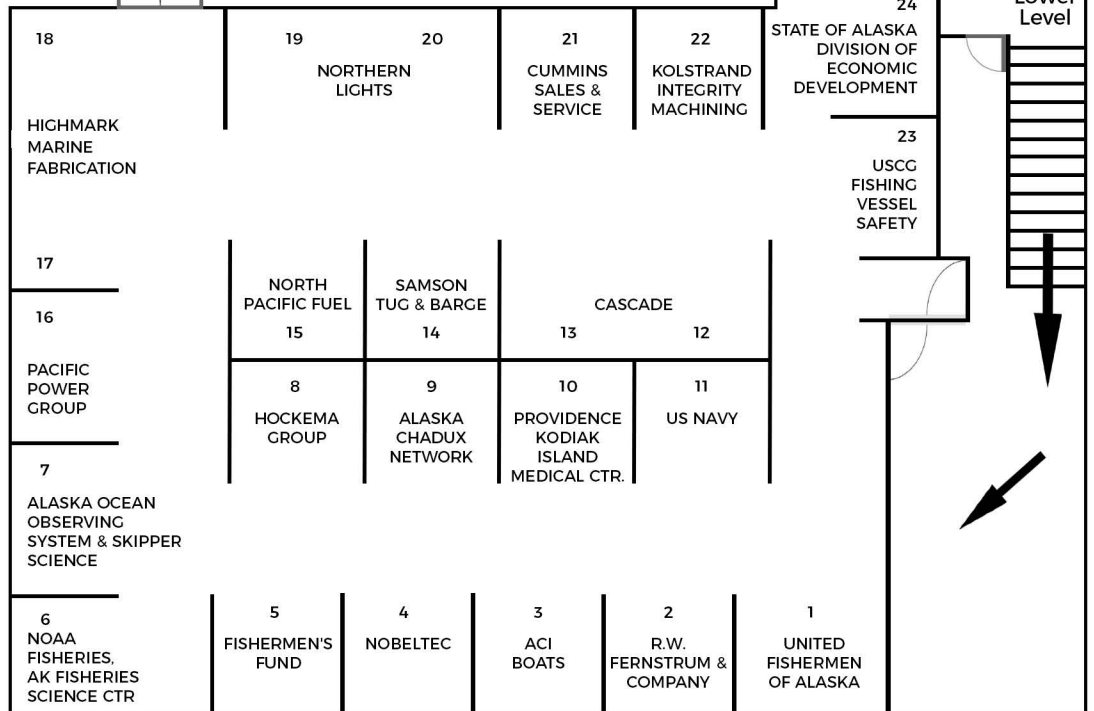 24
Lower
Level
18
19
20
21
22
STATE OF ALASKA
DIVISION OF
ECONOMIC
DEVELOPMENT
NORTHERN
LIGHTS
CUMMINS
SALES &
SERVICE
KOLSTRAND
INTEGRITY
MACHINING
HIGHMARK
MARINE
FABRICATION
23
USCG
FISHING
VESSEL
SAFETY
17
NORTH
PACIFIC FUEL
15
SAMSON
TUG & BARGE
14
CASCADE
13
12
16
PACIFIC
POWER
GROUP
8
HOCKEMA
GROUP
9
ALASKA
CHADUX
NETWORK
10
PROVIDENCE
KODIAK
ISLAND
MEDICAL CTR.
11
US NAVY
7
ALASKA OCEAN
OBSERVING
SYSTEM & SKIPPER
SCIENCE
6
NOAA
FISHERIES,
AK FISHERIES
SCIENCE CTR
5
FISHERMEN'S
FUND
4
NOBELTEC
3
ACI
BOATS
2
R.W.
FERNSTRUM &
COMPANY
1
UNITED
FISHERMEN
OF ALASKA